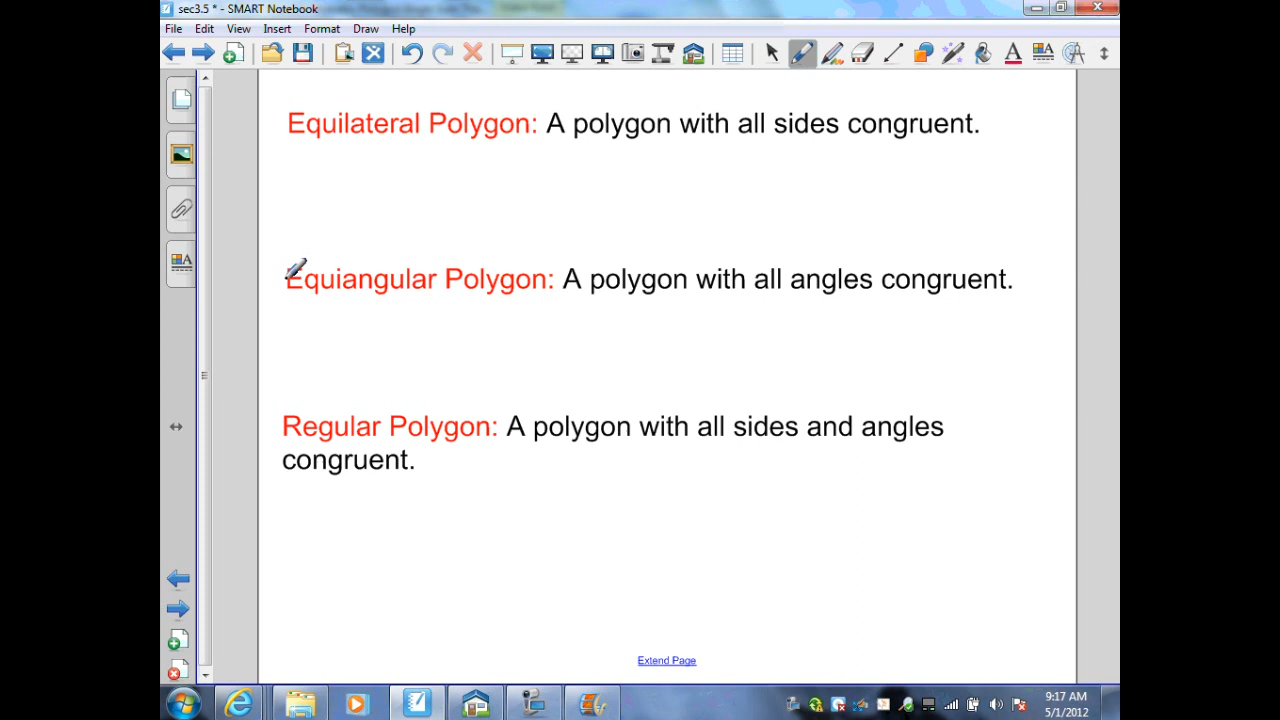 sec3.5 * - SMART Notebook
File Edit View Insert Format Draw Help
Equilateral Polygon: A polygon with all sides congruent.
Equiangular Polygon: A polygon with all angles congruent.
Regular Polygon: A polygon with all sides and angles
congruent.
Extend Page
9:17 AM
5/1/2012